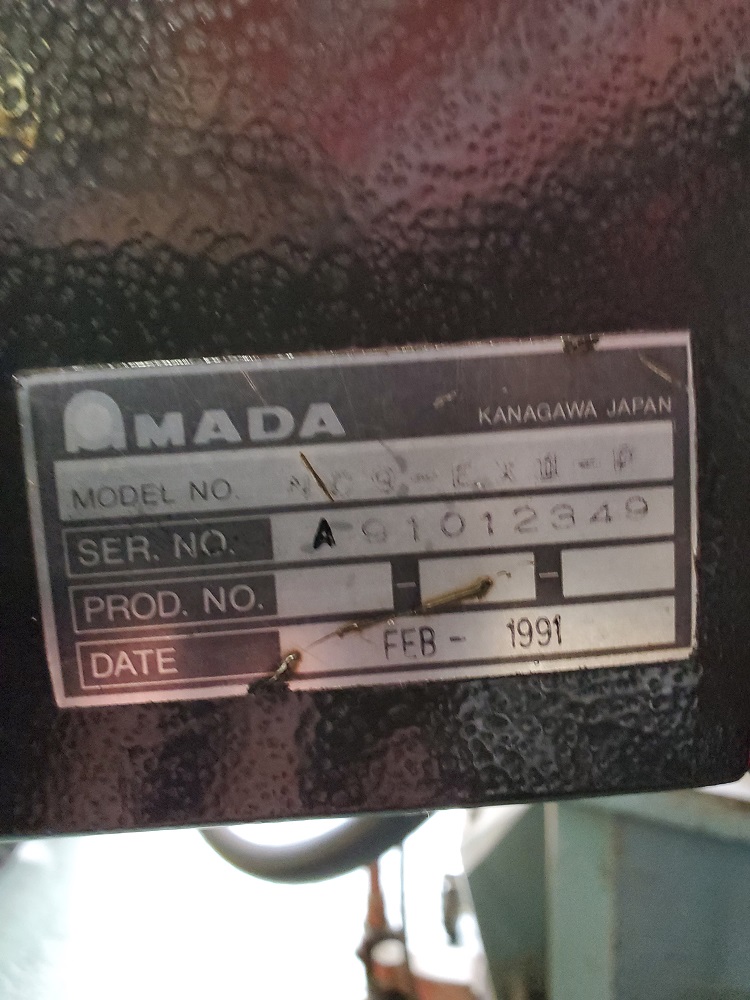 AMADA
KANAGAWA JAPAN
MODEL NO.
SER. NO. A 91012349
PROD. NO. - -
DATE FEB - 1991